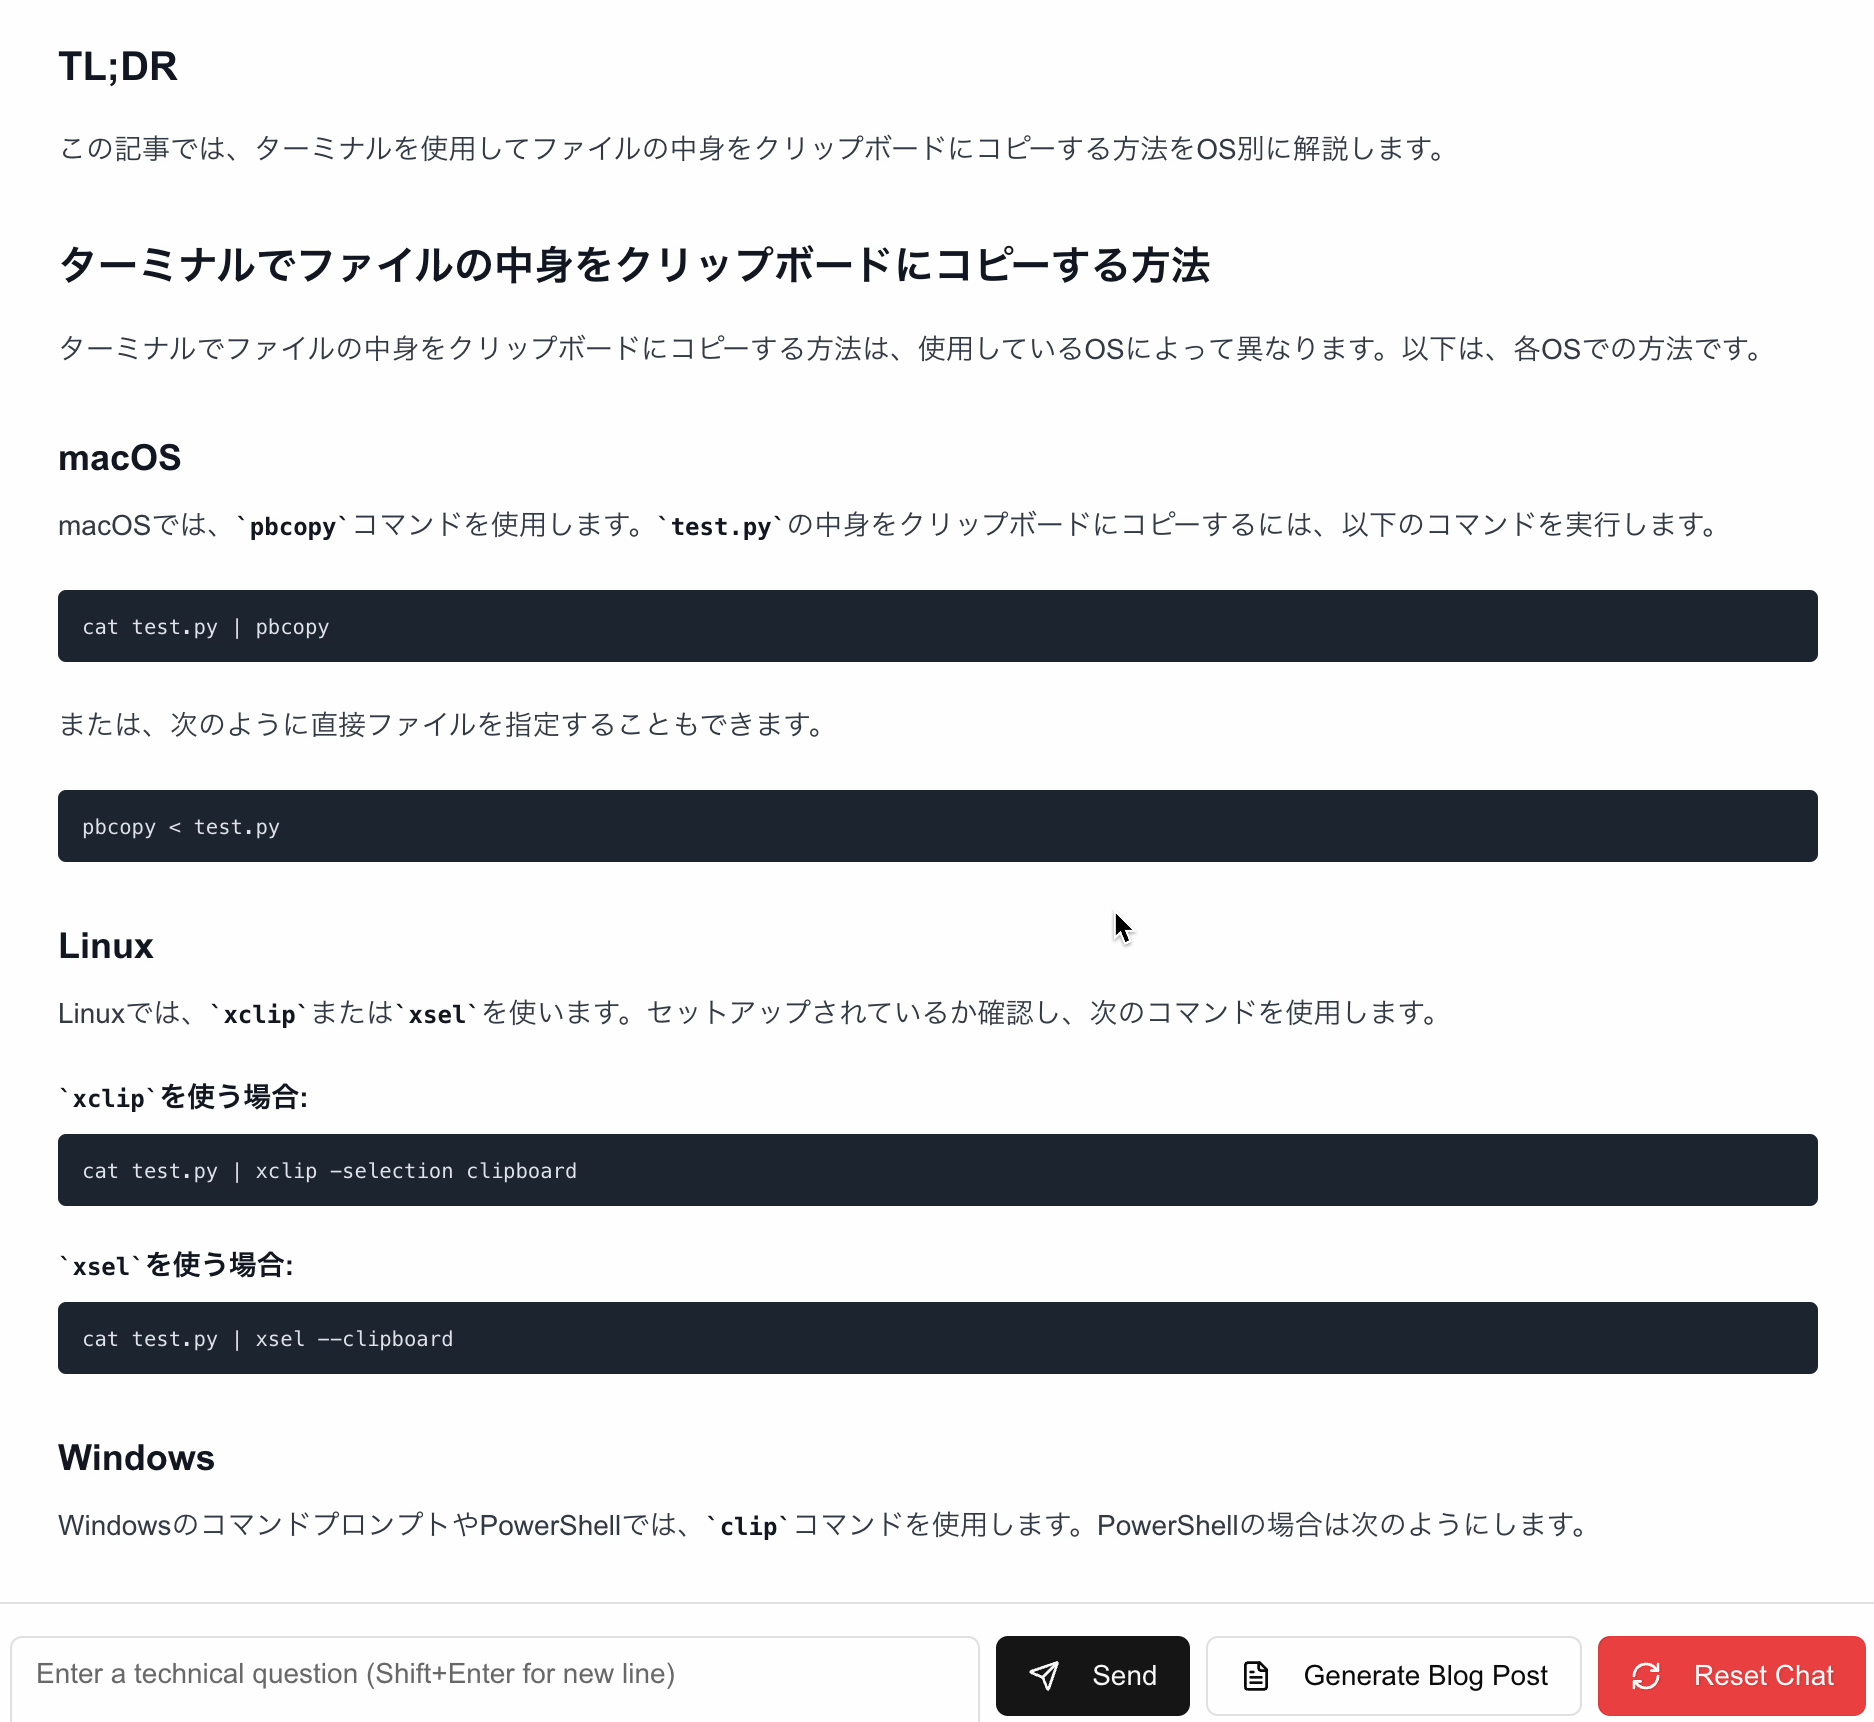 TL;DR
この記事では、ターミナルを使用してファイルの中身をクリップボードにコピーする方法をOS別に解説します。
ターミナルでファイルの中身をクリップボードにコピーする方法
ターミナルでファイルの中身をクリップボードにコピーする方法は、使用しているOSによって異なります。以下は、各OSでの方法です。
macOS
macOSでは、`pbcopy`コマンドを使用します。`test.py`の中身をクリップボードにコピーするには、以下のコマンドを実行します。
cat test.py | pbcopy
または、次のように直接ファイルを指定することもできます。
pbcopy < test.py
Linux
Linuxでは、`xclip`または`xsel`を使います。セットアップされているか確認し、次のコマンドを使用します。
`xclip`を使う場合:
cat test.py | xclip -selection clipboard
`xsel`を使う場合:
cat test.py | xsel --clipboard
Windows
WindowsのコマンドプロンプトやPowerShellでは、`clip`コマンドを使用します。PowerShellの場合は次のようにします。
Enter a technical question (Shift+Enter for new line)
Send
Generate Blog Post
Reset Chat